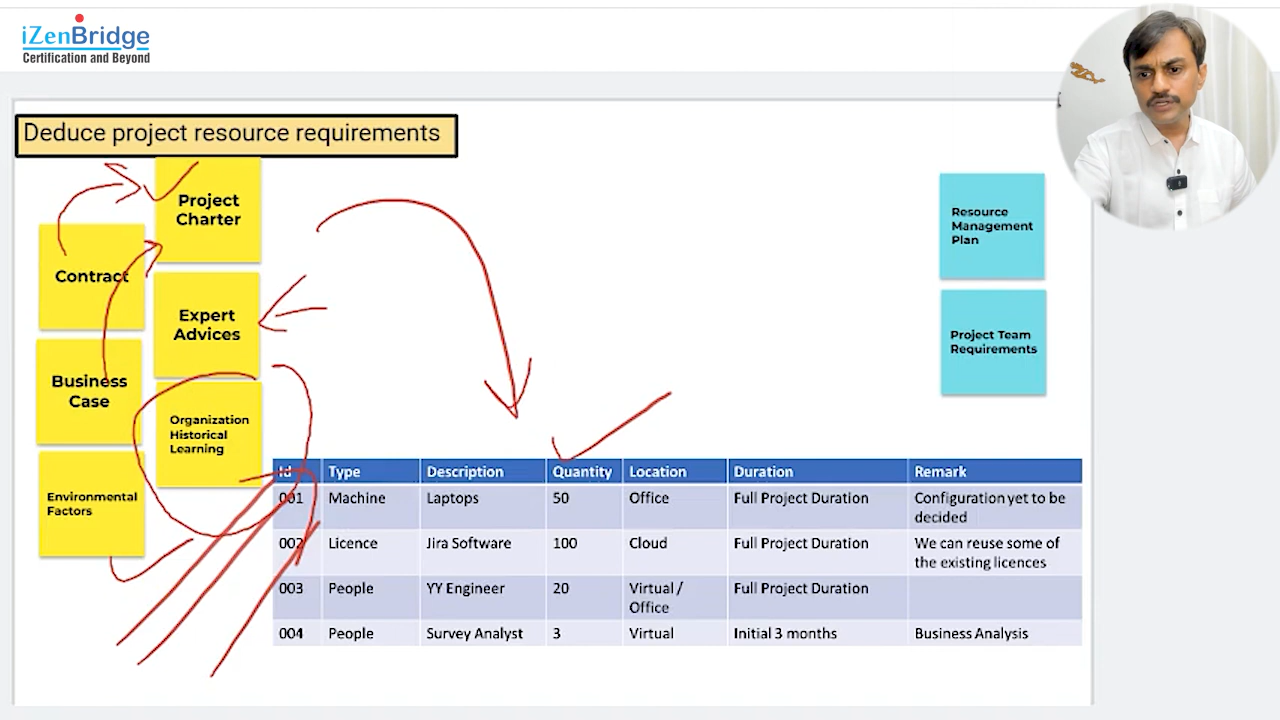 iZenBridge
Certification and Beyond
Deduce project resource requirements
Project
Charter
Contract
Expert
Advices
Business
Case
Organization
Historical
Learning
Environmental
Factors
Resource
Management
Plan
Project Team
Requirements
Id Type Description Quantity Location Duration Remark
001 Machine Laptops 50 Office Full Project Duration Configuration yet to be
decided
002 Licence Jira Software 100 Cloud Full Project Duration We can reuse some of
the existing licences
003 People YY Engineer 20 Virtual / Full Project Duration
Office
004 People Survey Analyst 3 Virtual Initial 3 months Business Analysis